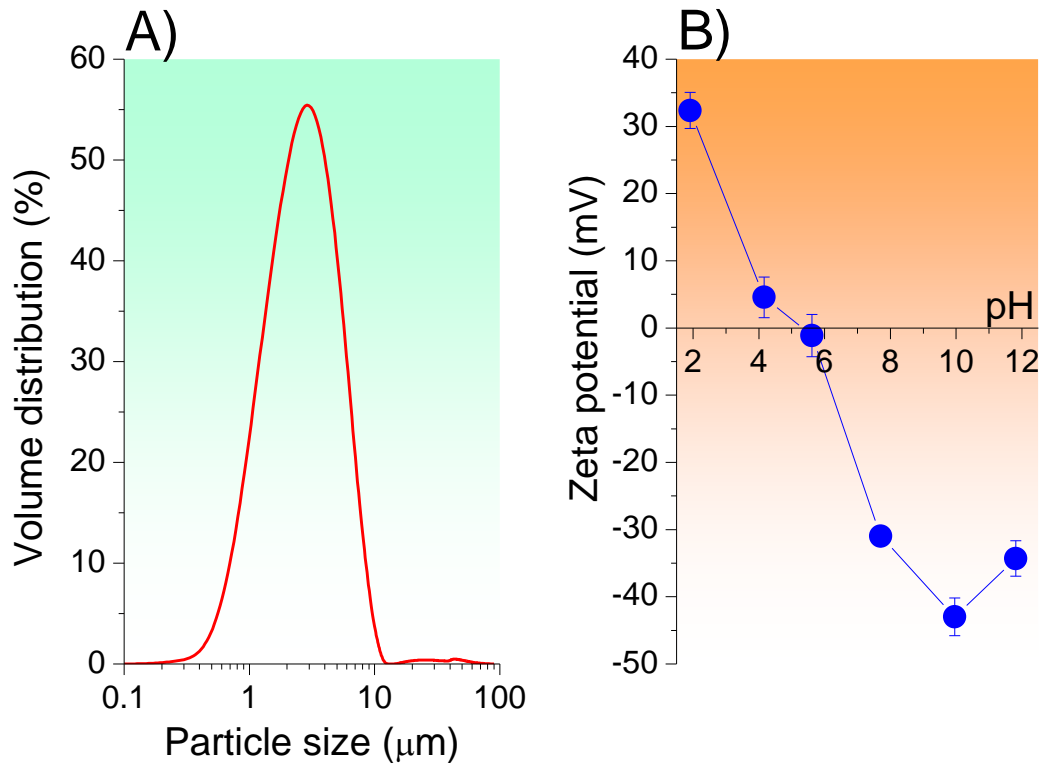 A)
60
50
40
30
20
10
0
Volume distribution (%)
0.1 1 10 100
Particle size (μm)
B)
40
30
20
10
0
-10
-20
-30
-40
-50
Zeta potential (mV)
pH
2 4 6 8 10 12